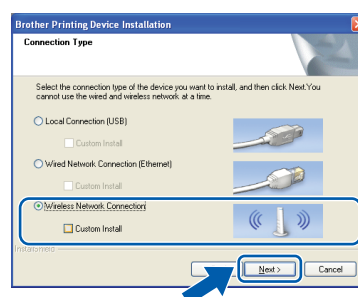 Brother Printing Device Installation
Connection Type
Select the connection type of the device you want to install, and then click Next.You
cannot use the wired and wireless network at a time.
Local Connection (USB)
Custom Install
Wired Network Connection (Ethernet)
Custom Install
Wireless Network Connection
Custom Install
InstallShield
Next >
Cancel